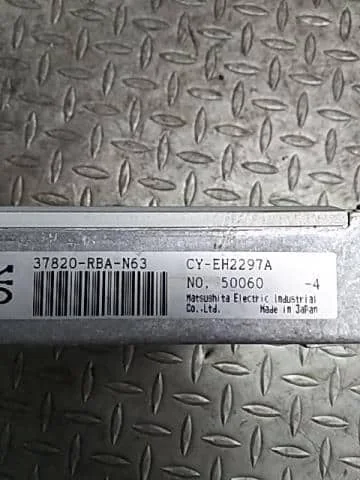 37820-RBA-N63
CY-EH2297A
NO, 50060 -4
Matsushita Electric Industrial
Co.,Ltd. Made in Japan